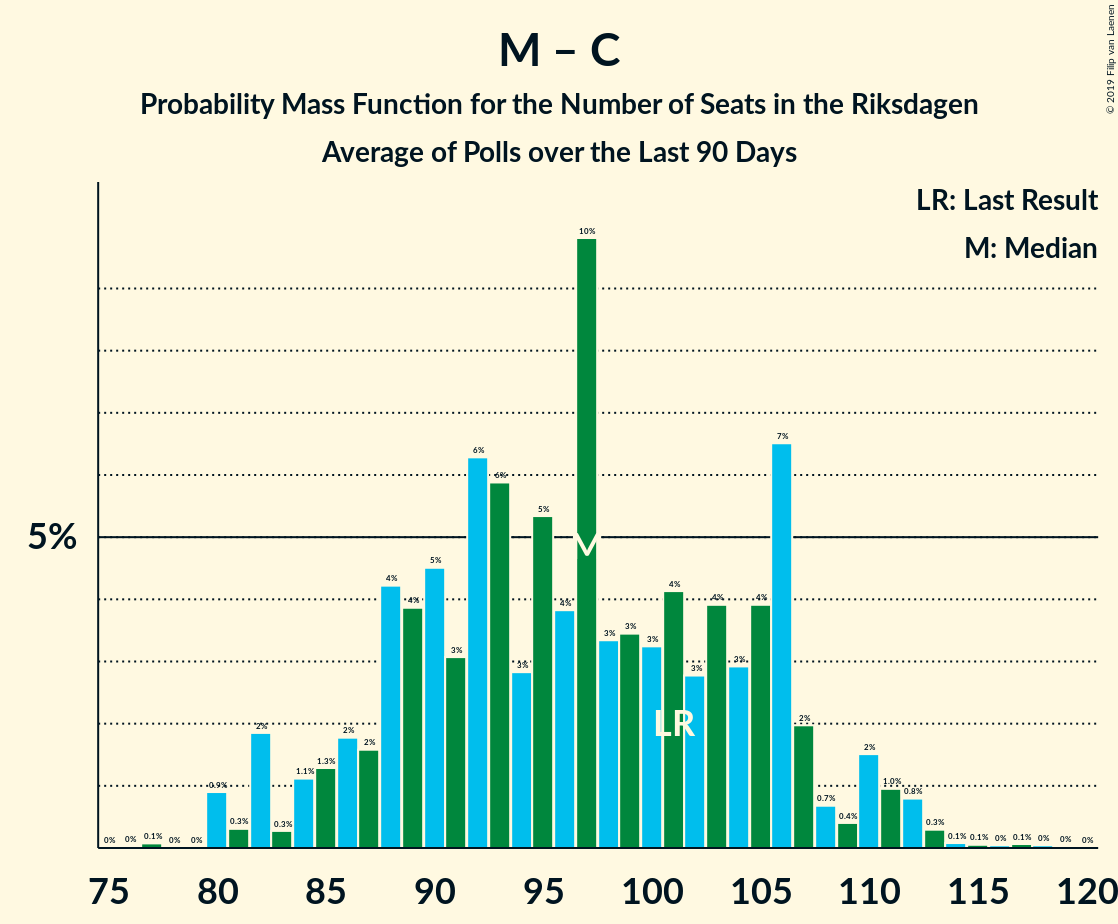 M – C
Probability Mass Function for the Number of Seats in the Riksdagen
Average of Polls over the Last 90 Days
© 2019 Filip van Laenen
LR: Last Result
M: Median
5%
0% 0% 0.1% 0% 0% 0.9% 0.3% 2% 0.3% 1.1% 1.3% 2% 2% 4% 4% 5% 3% 6% 6% 3% 5% 4% 10% 3% 3% 3% 4% 3% 4% 3% 4% 7% 2% 0.7% 0.4% 2% 1.0% 0.8% 0.3% 0.1% 0.1% 0% 0.1% 0% 0% 0%
M
LR
75 80 85 90 95 100 105 110 115 120